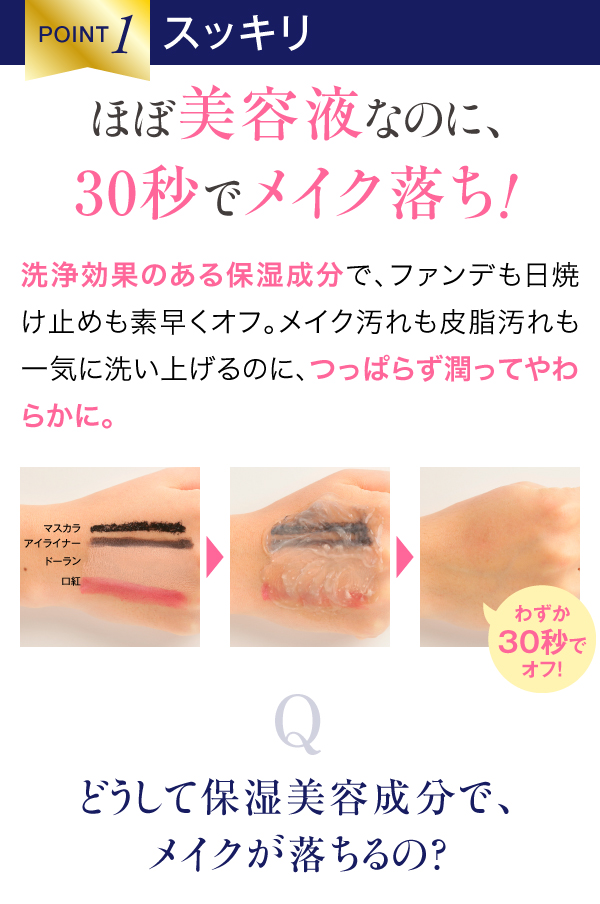 POINT 1 スッキリ
ほぼ美容液なのに、
30秒でメイク落ち!
洗浄効果のある保湿成分で、ファンデも日焼
け止めも素早くオフ。メイク汚れも皮脂汚れも
一気に洗い上げるのに、つっぱらず潤ってやわ
らかに。
マスカラ
アイライナー
ドーラン
口紅
わずか
30秒で
オフ!
Q
どうして保湿美容成分で、
メイクが落ちるの?